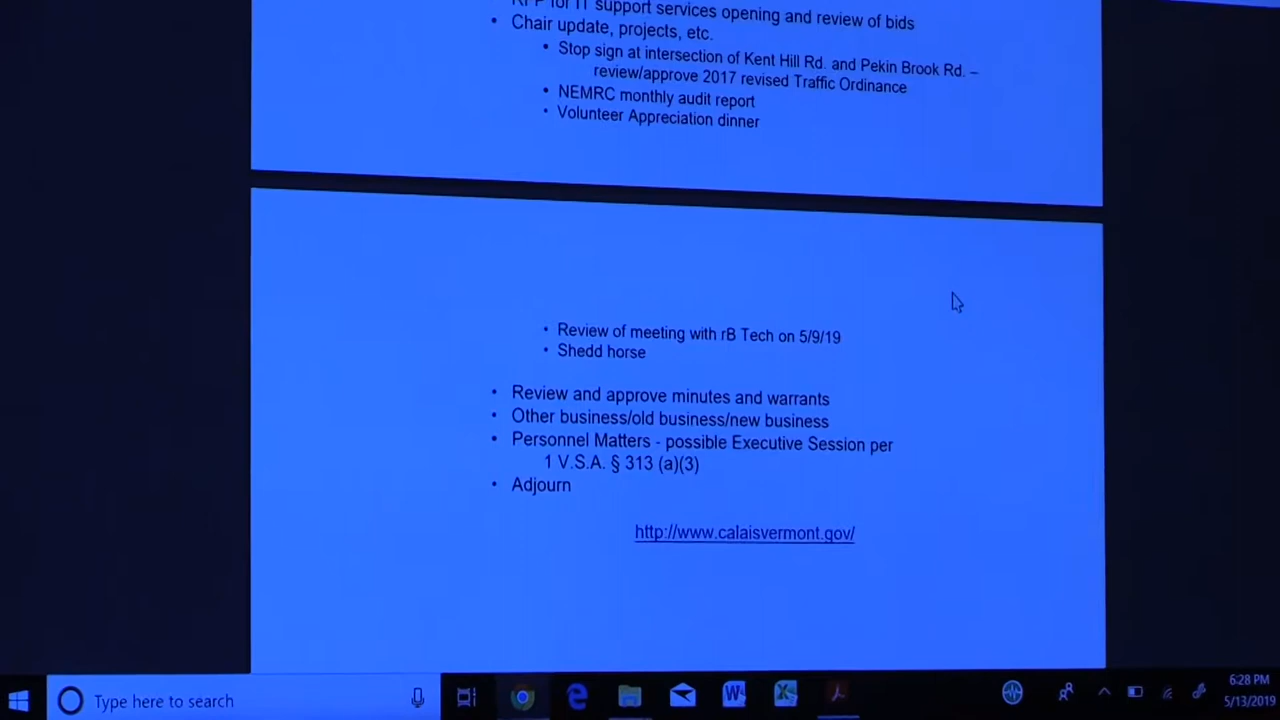 RFP for IT support services opening and review of bids
• Chair update, projects, etc.
• Stop sign at intersection of Kent Hill Rd. and Pekin Brook Rd. –
review/approve 2017 revised Traffic Ordinance
• NEMRC monthly audit report
• Volunteer Appreciation dinner
• Review of meeting with rB Tech on 5/9/19
• Shedd horse
• Review and approve minutes and warrants
• Other business/old business/new business
• Personnel Matters - possible Executive Session per
1 V.S.A. § 313 (a)(3)
• Adjourn
http://www.calaisvermont.gov/
Type here to search
6:28 PM
5/13/2019